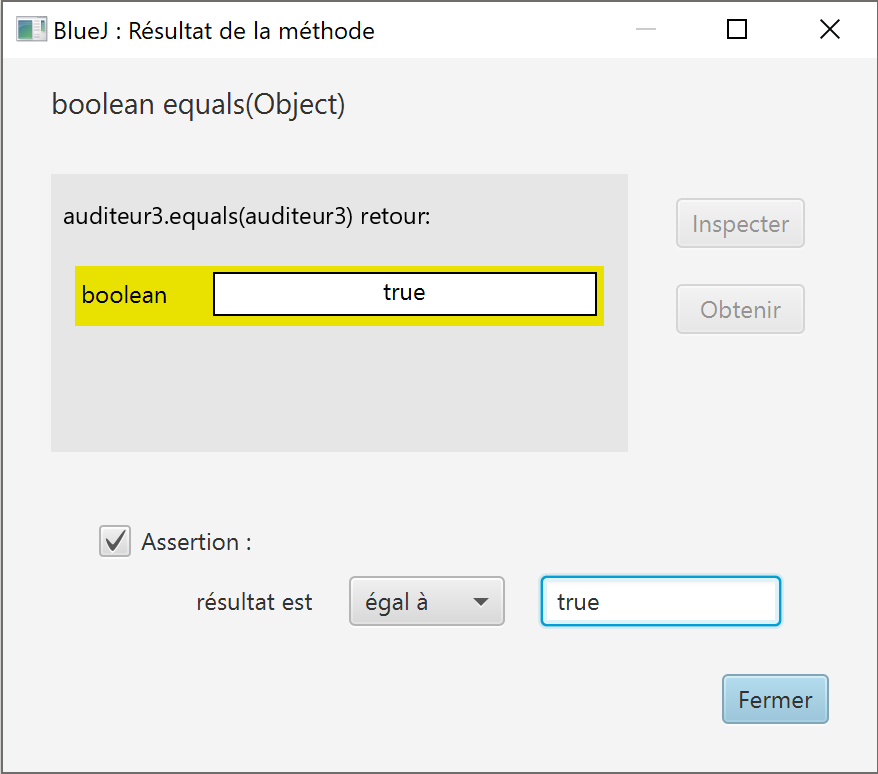 BlueJ : Résultat de la méthode
boolean equals(Object)
auditeur3.equals(auditeur3) retour:
Inspecter
boolean true
Obtenir
Assertion :
résultat est égal à true
Fermer